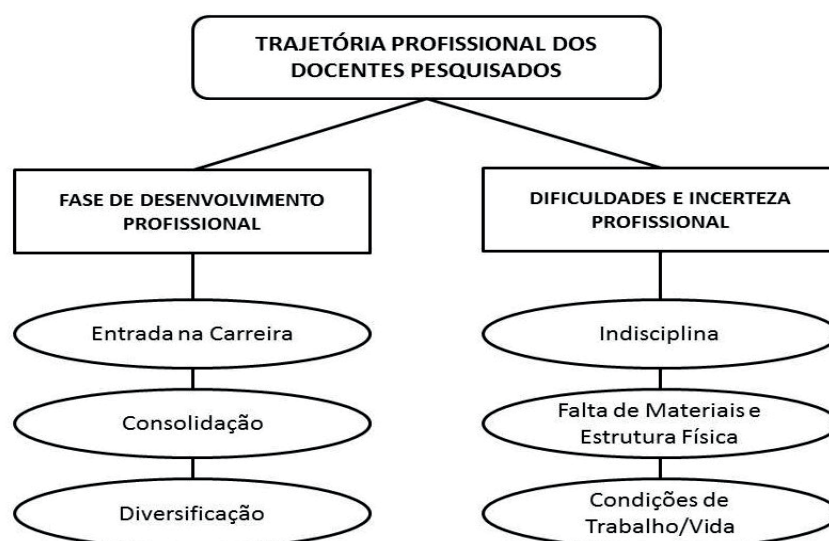 TRAJETÓRIA PROFISSIONAL DOS
DOCENTES PESQUISADOS
FASE DE DESENVOLVIMENTO
PROFISSIONAL
Entrada na Carreira
Consolidação
Diversificação
DIFICULDADES E INCERTEZA
PROFISSIONAL
Indisciplina
Falta de Materiais e
Estrutura Física
Condições de
Trabalho/Vida